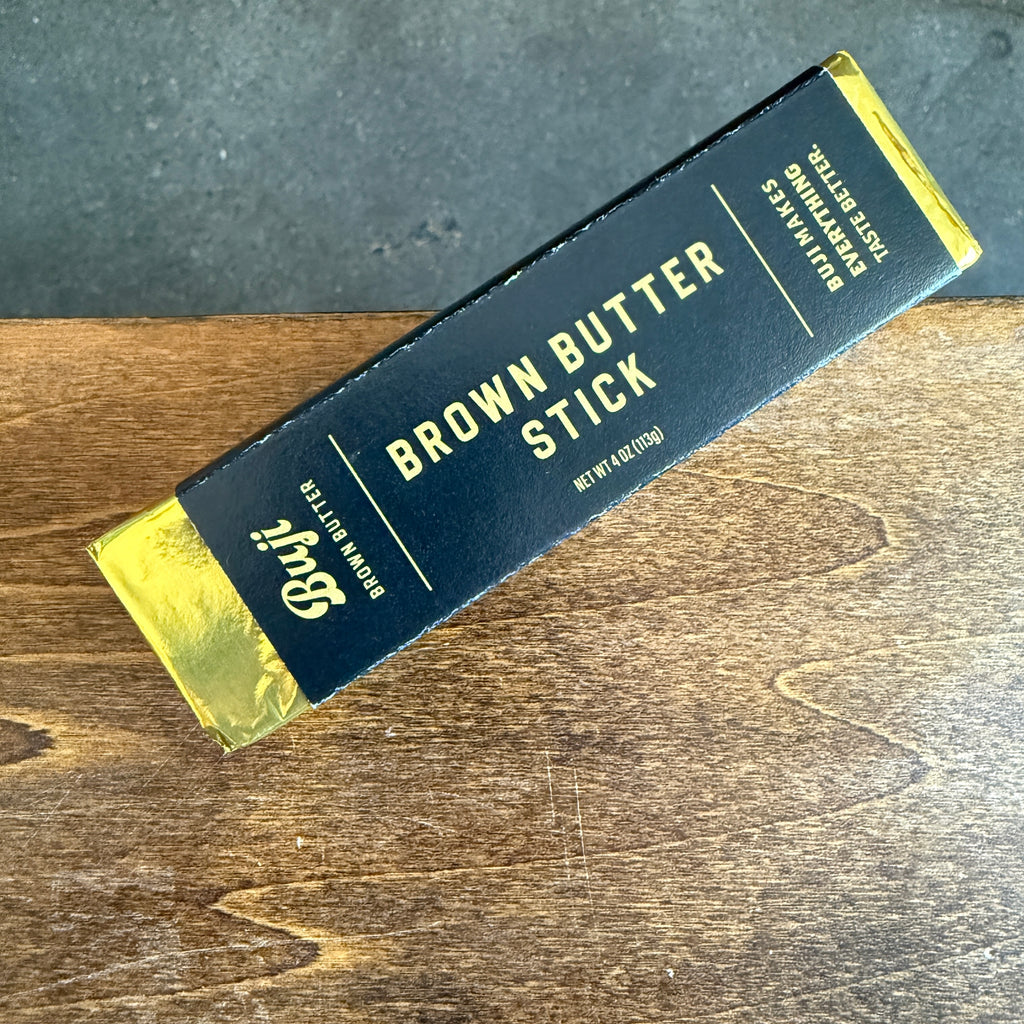 Buji
BROWN BUTTER
BROWN BUTTER
STICK
NET WT 4 OZ (113g)
BUJI MAKES
EVERYTHING
TASTE BETTER.